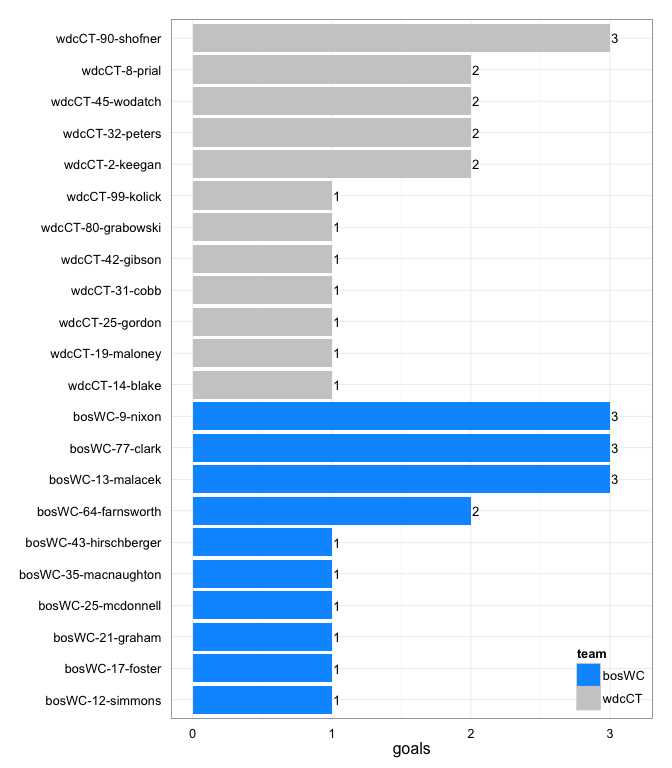 wdcCT-90-shofner 3
wdcCT-8-prial 2
wdcCT-45-wodatch 2
wdcCT-32-peters 2
wdcCT-2-keegan 2
wdcCT-99-kolick 1
wdcCT-80-grabowski 1
wdcCT-42-gibson 1
wdcCT-31-cobb 1
wdcCT-25-gordon 1
wdcCT-19-maloney 1
wdcCT-14-blake 1
bosWC-9-nixon 3
bosWC-77-clark 3
bosWC-13-malacek 3
bosWC-64-farnsworth 2
bosWC-43-hirschberger 1
bosWC-35-macnaughton 1
bosWC-25-mcdonnell 1
bosWC-21-graham 1
bosWC-17-foster 1
bosWC-12-simmons 1
team
bosWC
wdcCT
0 1 2 3
goals